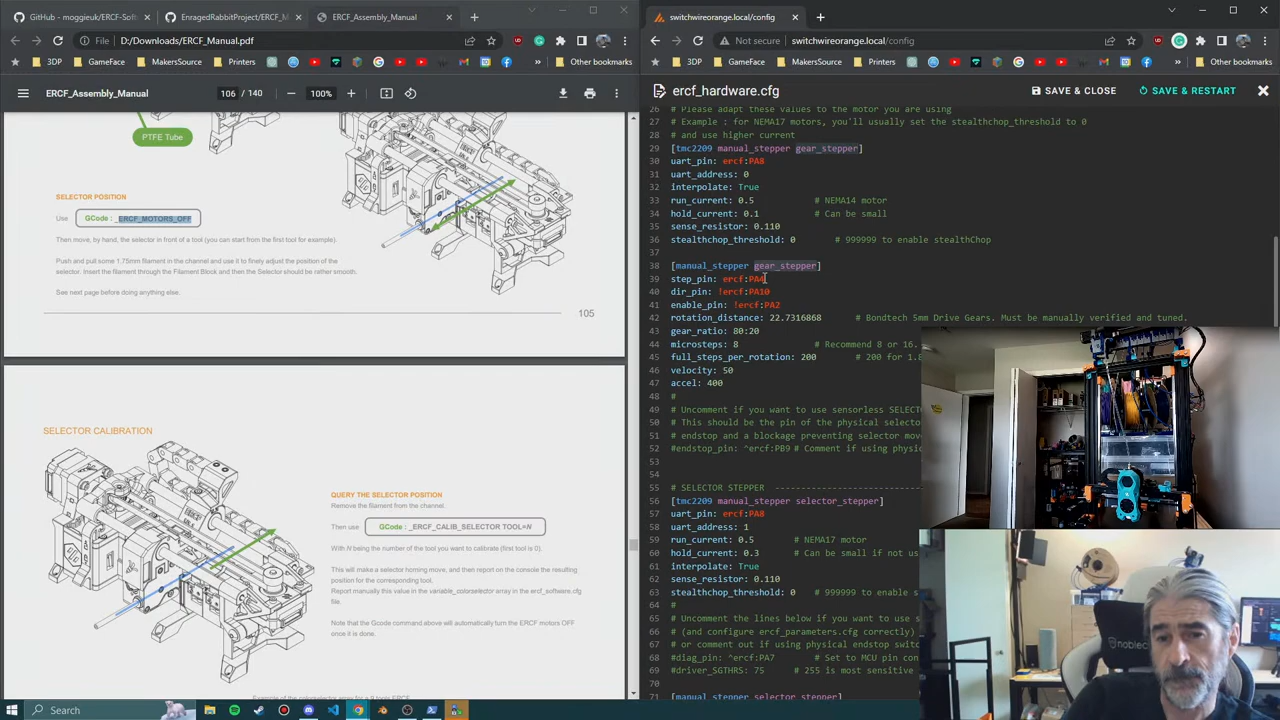 GitHub - moggieuk/ERCF-Soft
EnragedRabbitProject/ERCF_M
ERCF_Assembly_Manual
switchwireorange.local/config
File
D:/Downloads/ERCF_Manual.pdf
Not secure
switchwireorange.local/config
3DP
GameFace
MakersSource
Printers
Other bookmarks
3DP
GameFace
MakersSource
Printers
Other bookmarks
ERCF_Assembly_Manual
106 / 140
100%
ercf_hardware.cfg
SAVE & CLOSE
SAVE & RESTART
PTFE Tube
SELECTOR POSITION
Use
GCode : _ERCF_MOTORS_OFF
Then move, by hand, the selector in front of a tool (you can start from the first tool for example).
Push and pull some 1.75mm filament in the channel and use it to finely adjust the position of the
selector. Insert the filament through the Filament Block and then the Selector should be rather smooth.
See next page before doing anything else.
105
SELECTOR CALIBRATION
QUERY THE SELECTOR POSITION
Remove the filament from the channel.
Then use
GCode : _ERCF_CALIB_SELECTOR TOOL=N
With N being the number of the tool you want to calibrate (first tool is 0).
This will make a selector homing move, and then report on the console the resulting
position for the corresponding tool.
Report manually this value in the variable_colorselector array in the ercf_software.cfg
file.
Note that the Gcode command above will automatically turn the ERCF motors OFF
once it is done.
26 # Please adapt these values to the motor you are using
27 # Example : for NEMA17 motors, you'll usually set the stealthchop_threshold to 0
28 # and use higher current
29 [tmc2209 manual_stepper gear_stepper]
30 uart_pin: ercf:PA8
31 uart_address: 0
32 interpolate: True
33 run_current: 0.5 # NEMA14 motor
34 hold_current: 0.1 # Can be small
35 sense_resistor: 0.110
36 stealthchop_threshold: 0 # 999999 to enable stealthChop
37
38 [manual_stepper gear_stepper]
39 step_pin: ercf:PA4
40 dir_pin: !ercf:PA10
41 enable_pin: !ercf:PA2
42 rotation_distance: 22.7316868 # Bondtech 5mm Drive Gears. Must be manually verified and tuned.
43 gear_ratio: 80:20
44 microsteps: 8 # Recommend 8 or 16.
45 full_steps_per_rotation: 200 # 200 for 1.8
46 velocity: 50
47 accel: 400
48 #
49 # Uncomment if you want to use sensorless SELECTO
50 # This should be the pin of the physical selector
51 # endstop and a blockage preventing selector move
52 #endstop_pin: ^ercf:PB9 # Comment if using physic
53
54
55 # SELECTOR STEPPER
56 [tmc2209 manual_stepper selector_stepper]
57 uart_pin: ercf:PA8
58 uart_address: 1
59 run_current: 0.5 # NEMA17 motor
60 hold_current: 0.3 # Can be small if not us
61 interpolate: True
62 sense_resistor: 0.110
63 stealthchop_threshold: 0 # 999999 to enable s
64 #
65 # Uncomment the lines below if you want to use s
66 # (and configure ercf_parameters.cfg correctly)
67 # or comment out if using physical endstop switc
68 #diag_pin: ^ercf:PA7 # Set to MCU pin con
69 #driver_SGTHRS: 75 # 255 is most sensitive
70
71 [manual_stepper selector_stepper]
noblech
Search